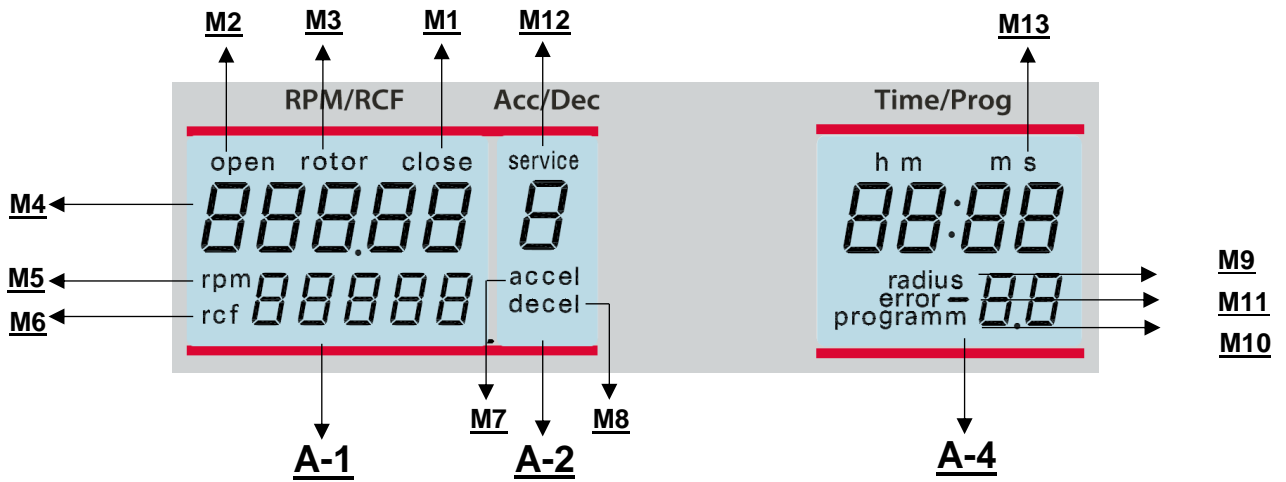 M2 M3 M1 M12 M13
RPM/RCF Acc/Dec Time/Prog
open rotor close service h m m s
M4 888.88 8 88:88
M5 rpm 88888 accel radius M9
M6 rcf decel error - 8.8 M11
programm M10
M7 M8
A-1 A-2 A-4